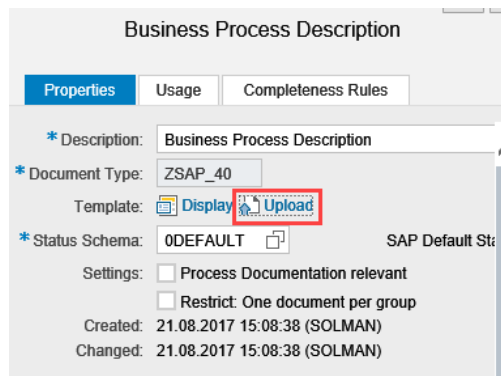 Business Process Description
Properties Usage Completeness Rules
* Description: Business Process Description
* Document Type: ZSAP_40
Template: Display Upload
* Status Schema: 0DEFAULT SAP Default Sta
Settings: Process Documentation relevant
Restrict: One document per group
Created: 21.08.2017 15:08:38 (SOLMAN)
Changed: 21.08.2017 15:08:38 (SOLMAN)